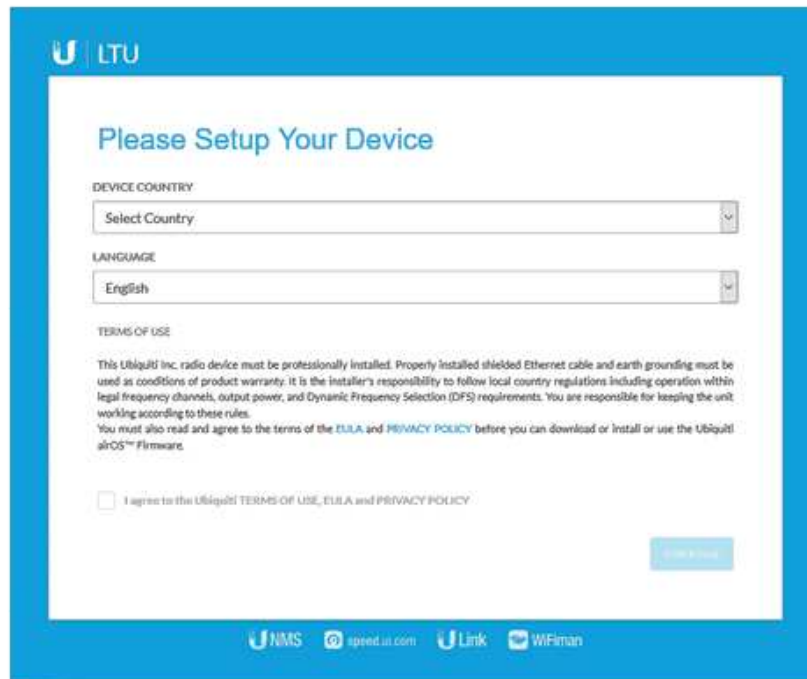 U LTU
Please Setup Your Device
DEVICE COUNTRY
Select Country
LANGUAGE
English
TERMS OF USE
This Ubiquiti Inc. radio device must be professionally installed. Properly installed shielded Ethernet cable and earth grounding must be
used as conditions of product warranty. It is the installer's responsibility to follow local country regulations including operation within
legal frequency channels, output power, and Dynamic Frequency Selection (DFS) requirements. You are responsible for keeping the unit
working according to these rules.
You must also read and agree to the terms of the EULA and PRIVACY POLICY before you can download or install or use the Ubiquiti
airOS™ Firmware.
I agree to the Ubiquiti TERMS OF USE, EULA and PRIVACY POLICY
U NMS speed.ui.com U Link WiFiman